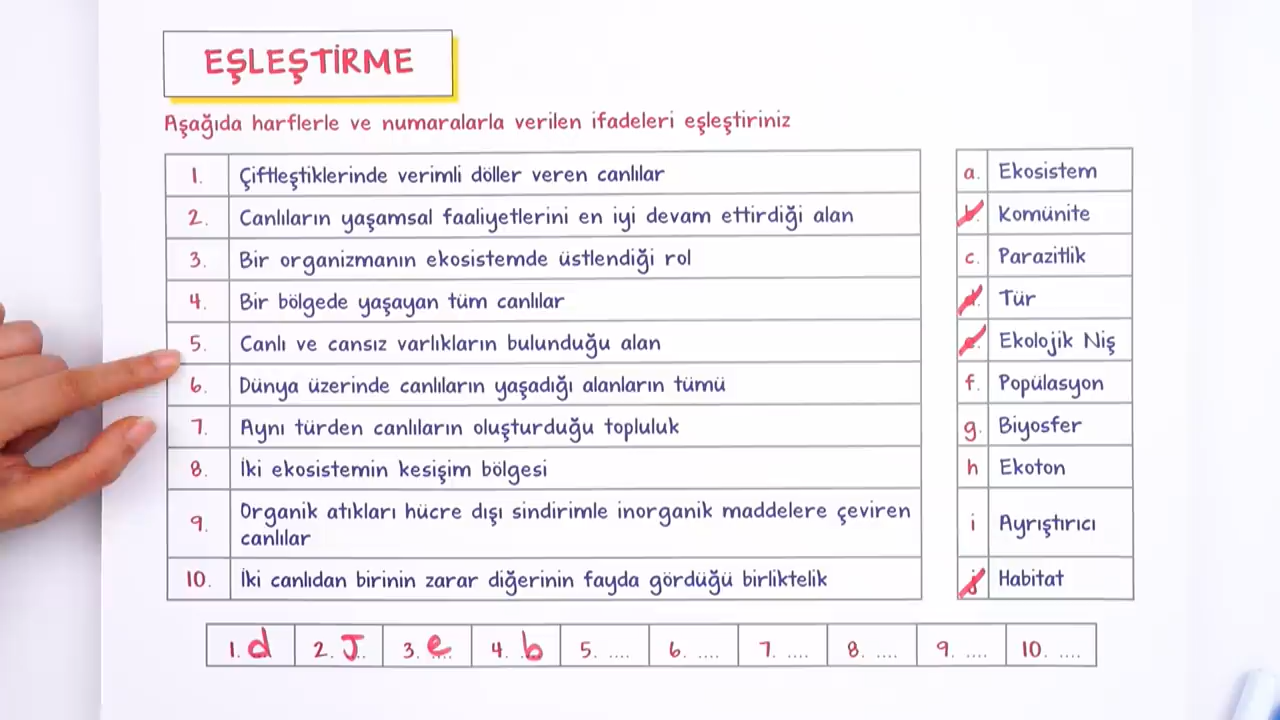 EŞLEŞTİRME
Aşağıda harflerle ve numaralarla verilen ifadeleri eşleştiriniz
1. Çiftleştiklerinde verimli döller veren canlılar
2. Canlıların yaşamsal faaliyetlerini en iyi devam ettirdiği alan
3. Bir organizmanın ekosistemde üstlendiği rol
4. Bir bölgede yaşayan tüm canlılar
5. Canlı ve cansız varlıkların bulunduğu alan
6. Dünya üzerinde canlıların yaşadığı alanların tümü
7. Aynı türden canlıların oluşturduğu topluluk
8. İki ekosistemin kesişim bölgesi
9. Organik atıkları hücre dışı sindirimle inorganik maddelere çeviren
canlılar
10. İki canlıdan birinin zarar diğerinin fayda gördüğü birliktelik
a. Ekosistem
b. Komünite
c. Parazitlik
d. Tür
e. Ekolojik Niş
f. Popülasyon
g. Biyosfer
h Ekoton
i Ayrıştırıcı
j Habitat
1. d 2. J 3. e 4. b 5. .... 6. .... 7. .... 8. .... 9. .... 10. ....